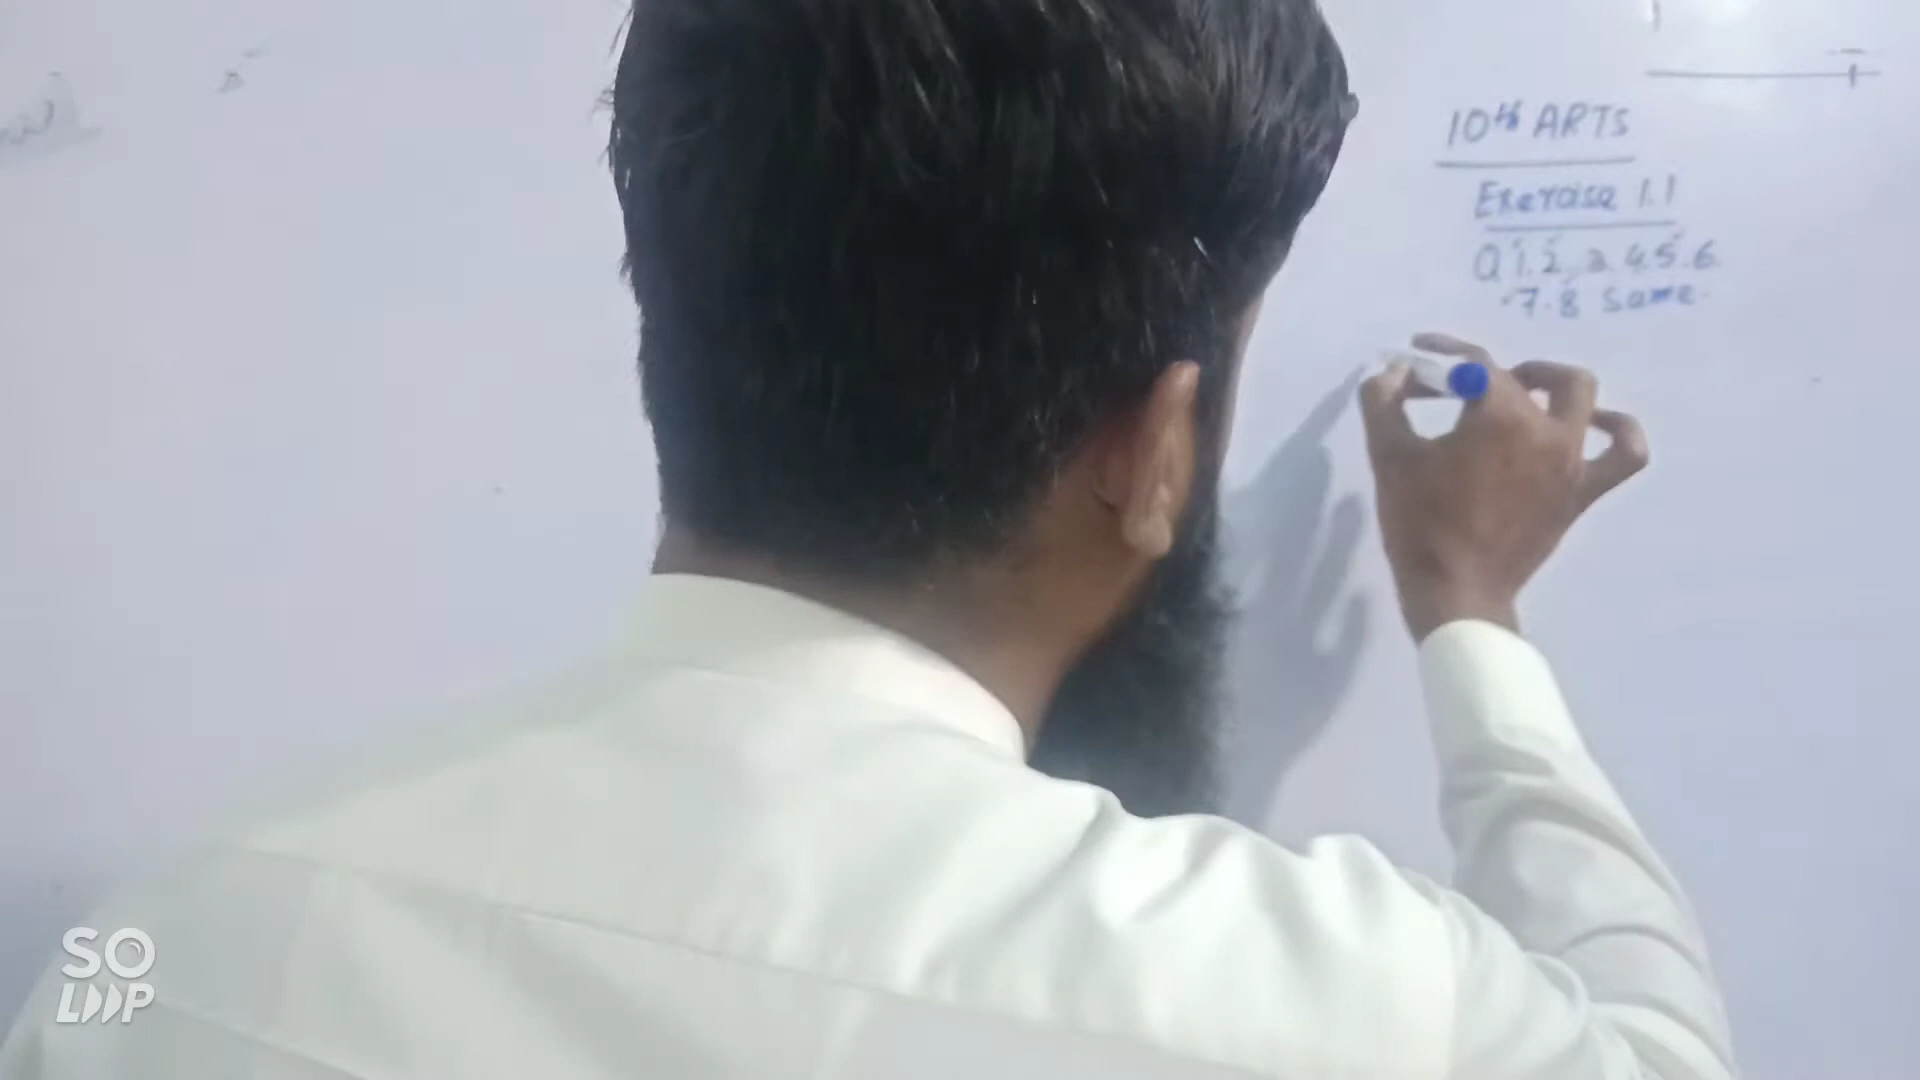 10th ARTS
Exercise 1.1
Q 1.2.3.4.5.6.
7.8 Same.
SO
LOOP